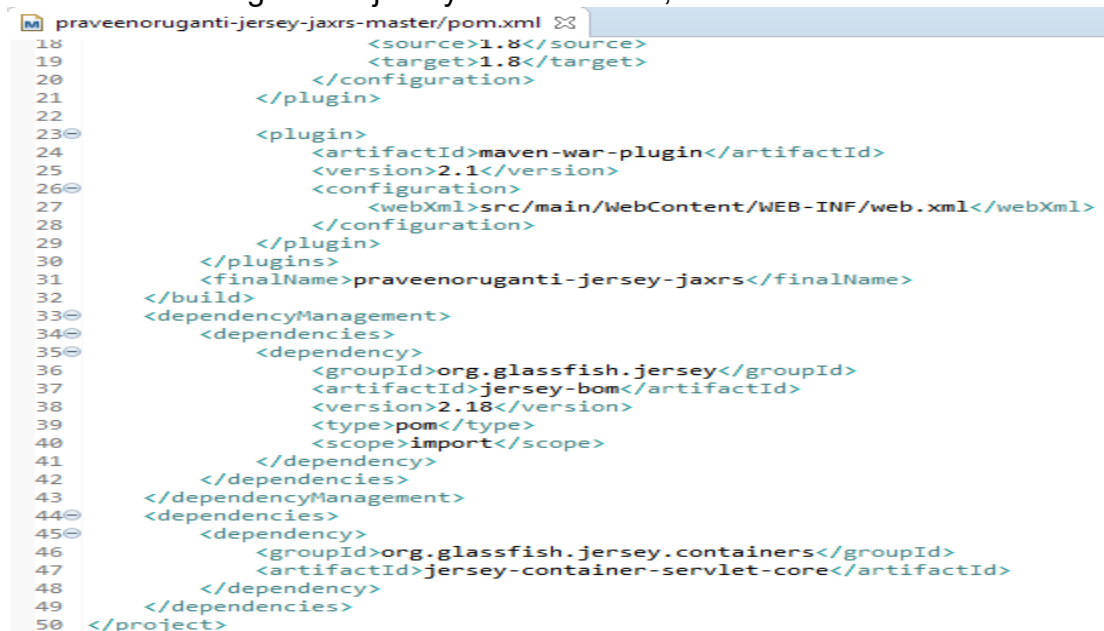 praveenoruganti-jersey-jaxrs-master/pom.xml
18 <source>1.8</source>
19 <target>1.8</target>
20 </configuration>
21 </plugin>
22
23 <plugin>
24 <artifactId>maven-war-plugin</artifactId>
25 <version>2.1</version>
26 <configuration>
27 <webXml>src/main/WebContent/WEB-INF/web.xml</webXml>
28 </configuration>
29 </plugin>
30 </plugins>
31 <finalName>praveenoruganti-jersey-jaxrs</finalName>
32 </build>
33 <dependencyManagement>
34 <dependencies>
35 <dependency>
36 <groupId>org.glassfish.jersey</groupId>
37 <artifactId>jersey-bom</artifactId>
38 <version>2.18</version>
39 <type>pom</type>
40 <scope>import</scope>
41 </dependency>
42 </dependencies>
43 </dependencyManagement>
44 <dependencies>
45 <dependency>
46 <groupId>org.glassfish.jersey.containers</groupId>
47 <artifactId>jersey-container-servlet-core</artifactId>
48 </dependency>
49 </dependencies>
50 </project>